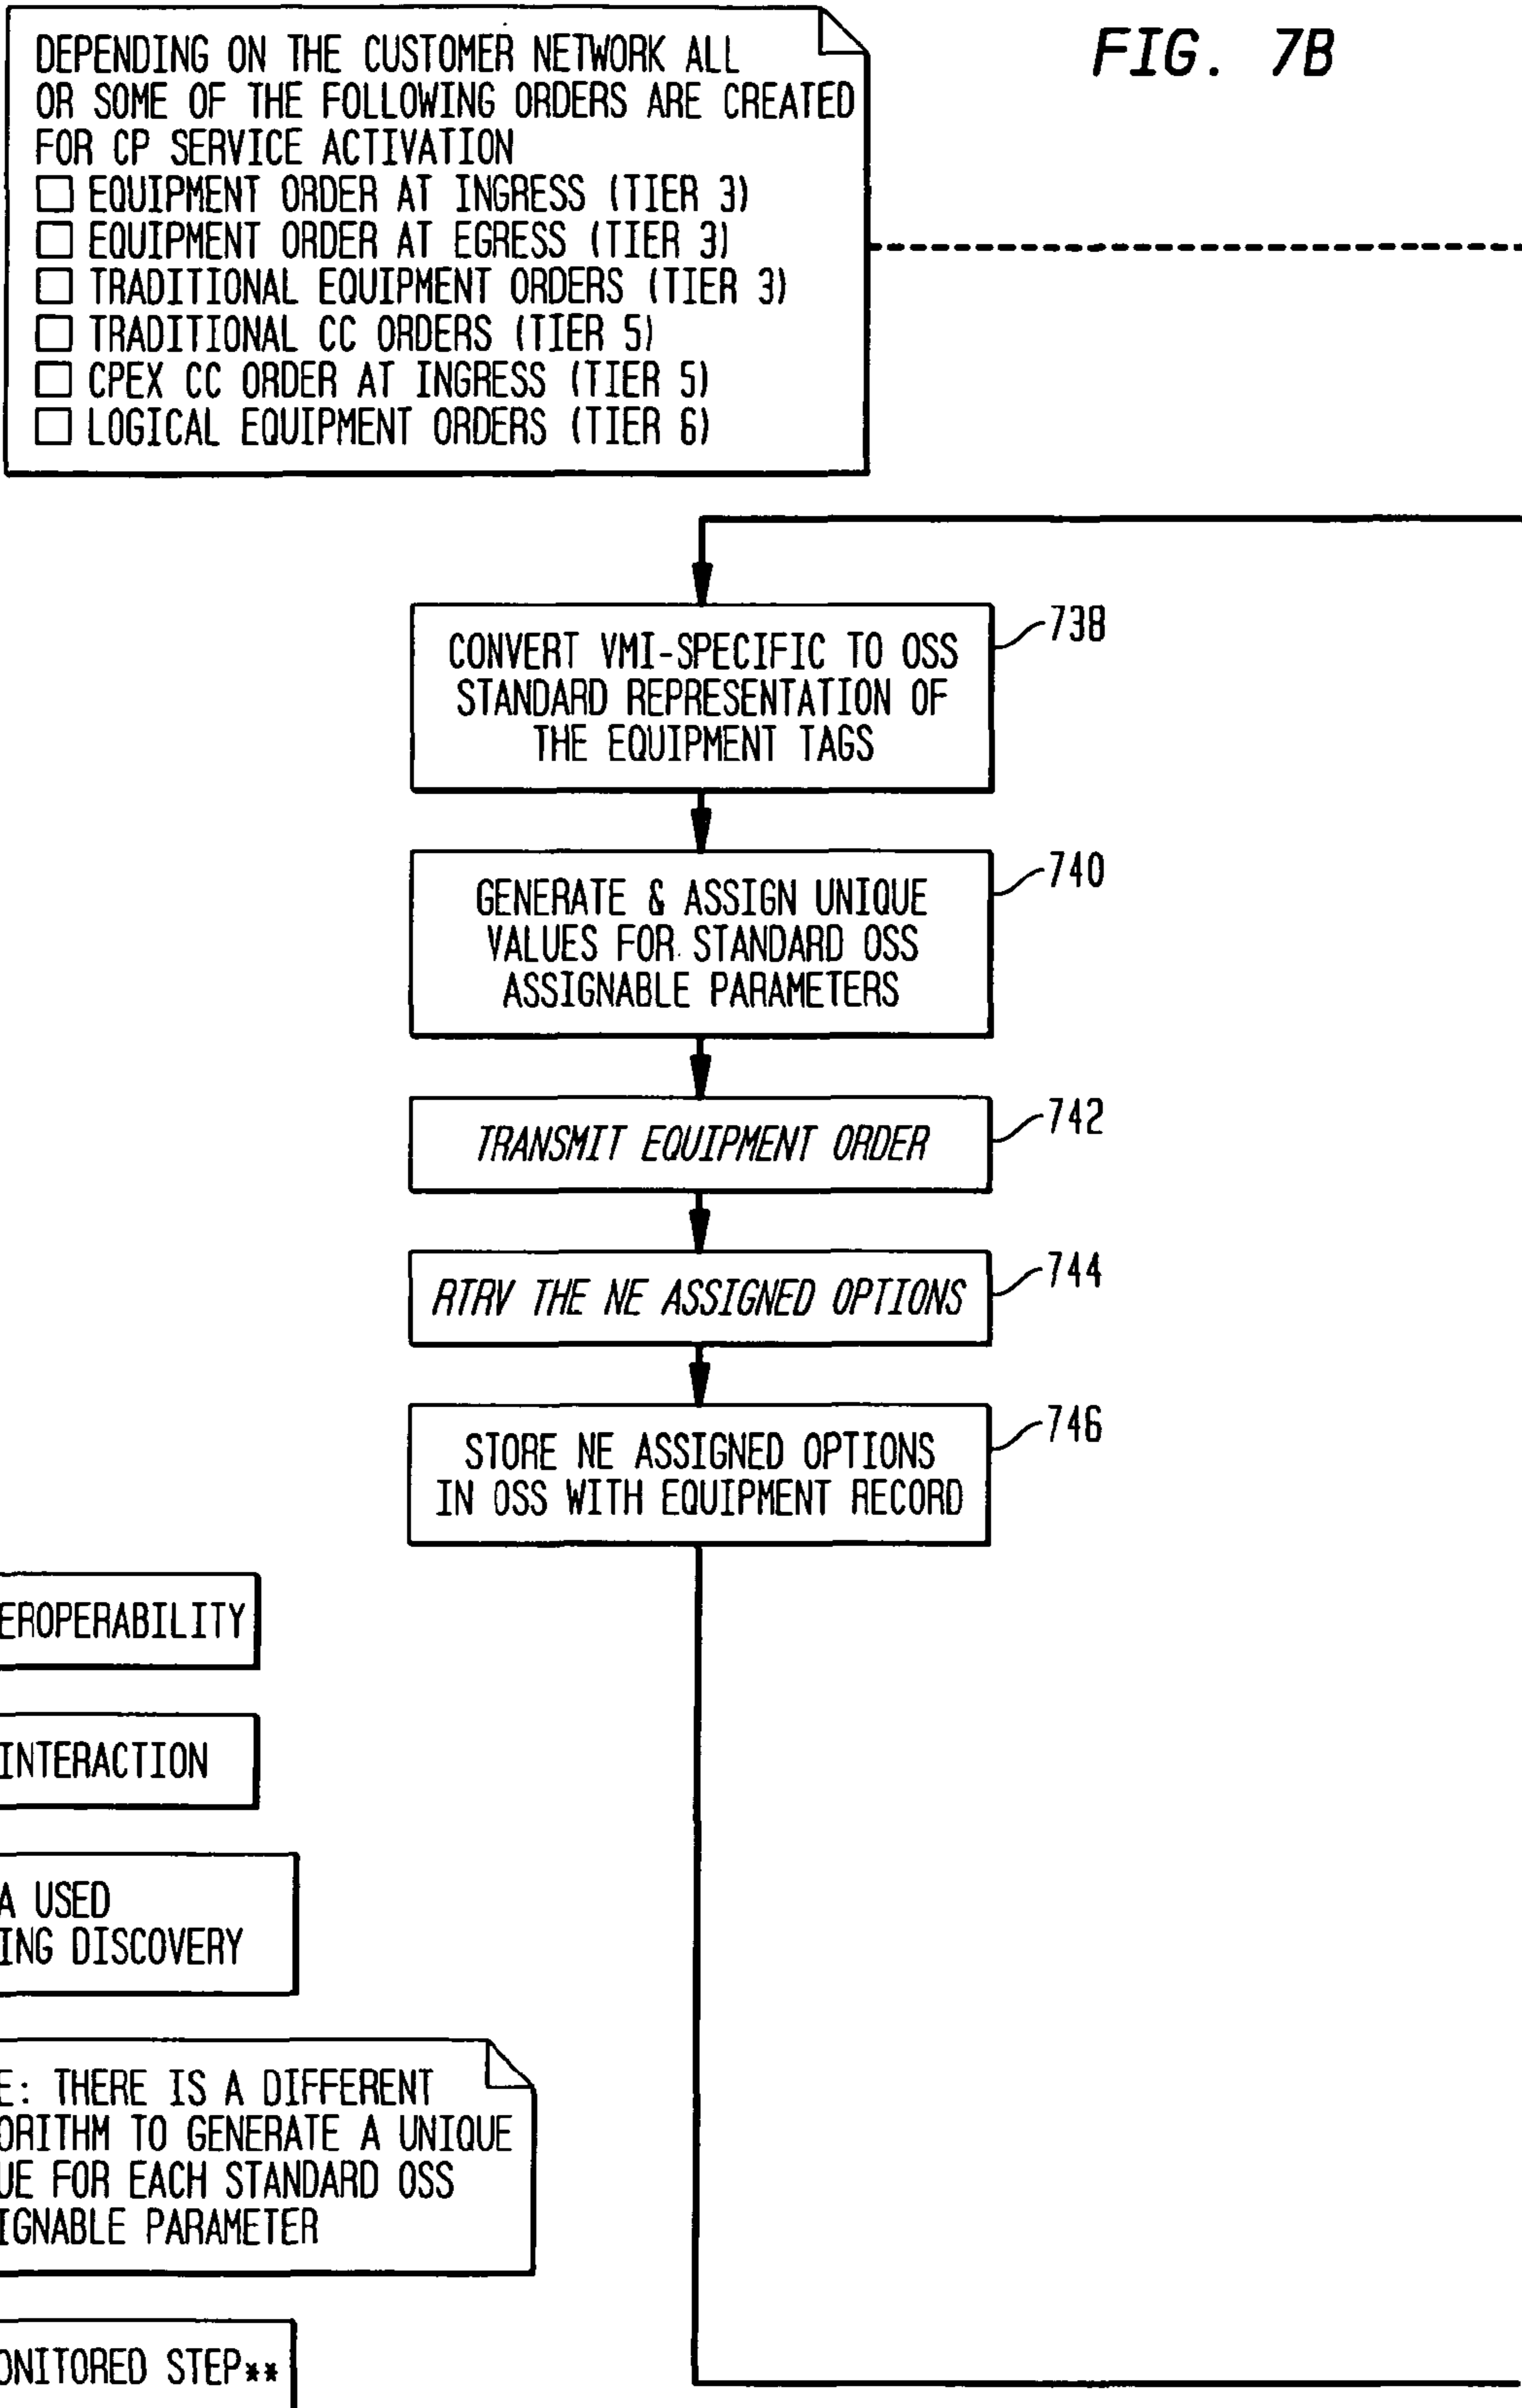 FIG. 7B
DEPENDING ON THE CUSTOMER NETWORK ALL
OR SOME OF THE FOLLOWING ORDERS ARE CREATED
FOR CP SERVICE ACTIVATION
☐ EQUIPMENT ORDER AT INGRESS (TIER 3)
☐ EQUIPMENT ORDER AT EGRESS (TIER 3)
☐ TRADITIONAL EQUIPMENT ORDERS (TIER 3)
☐ TRADITIONAL CC ORDERS (TIER 5)
☐ CPEX CC ORDER AT INGRESS (TIER 5)
☐ LOGICAL EQUIPMENT ORDERS (TIER 6)
CONVERT VMI-SPECIFIC TO OSS
STANDARD REPRESENTATION OF
THE EQUIPMENT TAGS
738
GENERATE & ASSIGN UNIQUE
VALUES FOR STANDARD OSS
ASSIGNABLE PARAMETERS
740
TRANSMIT EQUIPMENT ORDER
742
RTRV THE NE ASSIGNED OPTIONS
744
STORE NE ASSIGNED OPTIONS
IN OSS WITH EQUIPMENT RECORD
746
EROPERABILITY
INTERACTION
A USED
ING DISCOVERY
E: THERE IS A DIFFERENT
ORITHM TO GENERATE A UNIQUE
UE FOR EACH STANDARD OSS
IGNABLE PARAMETER
ONITORED STEP**